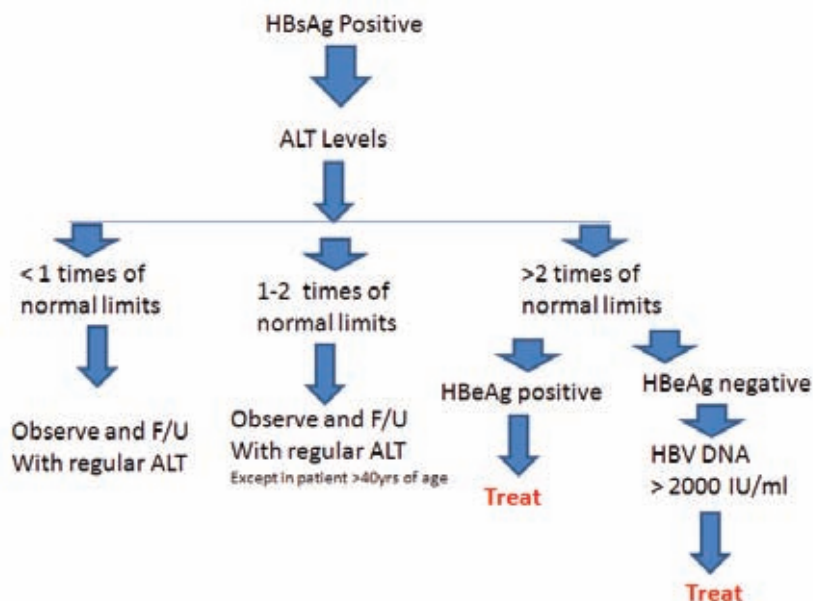 HBsAg Positive
ALT Levels
< 1 times of
normal limits
1-2 times of
normal limits
>2 times of
normal limits
HBeAg positive
HBeAg negative
Observe and F/U
With regular ALT
Observe and F/U
With regular ALT
Except in patient >40yrs of age
Treat
HBV DNA
> 2000 IU/ml
Treat